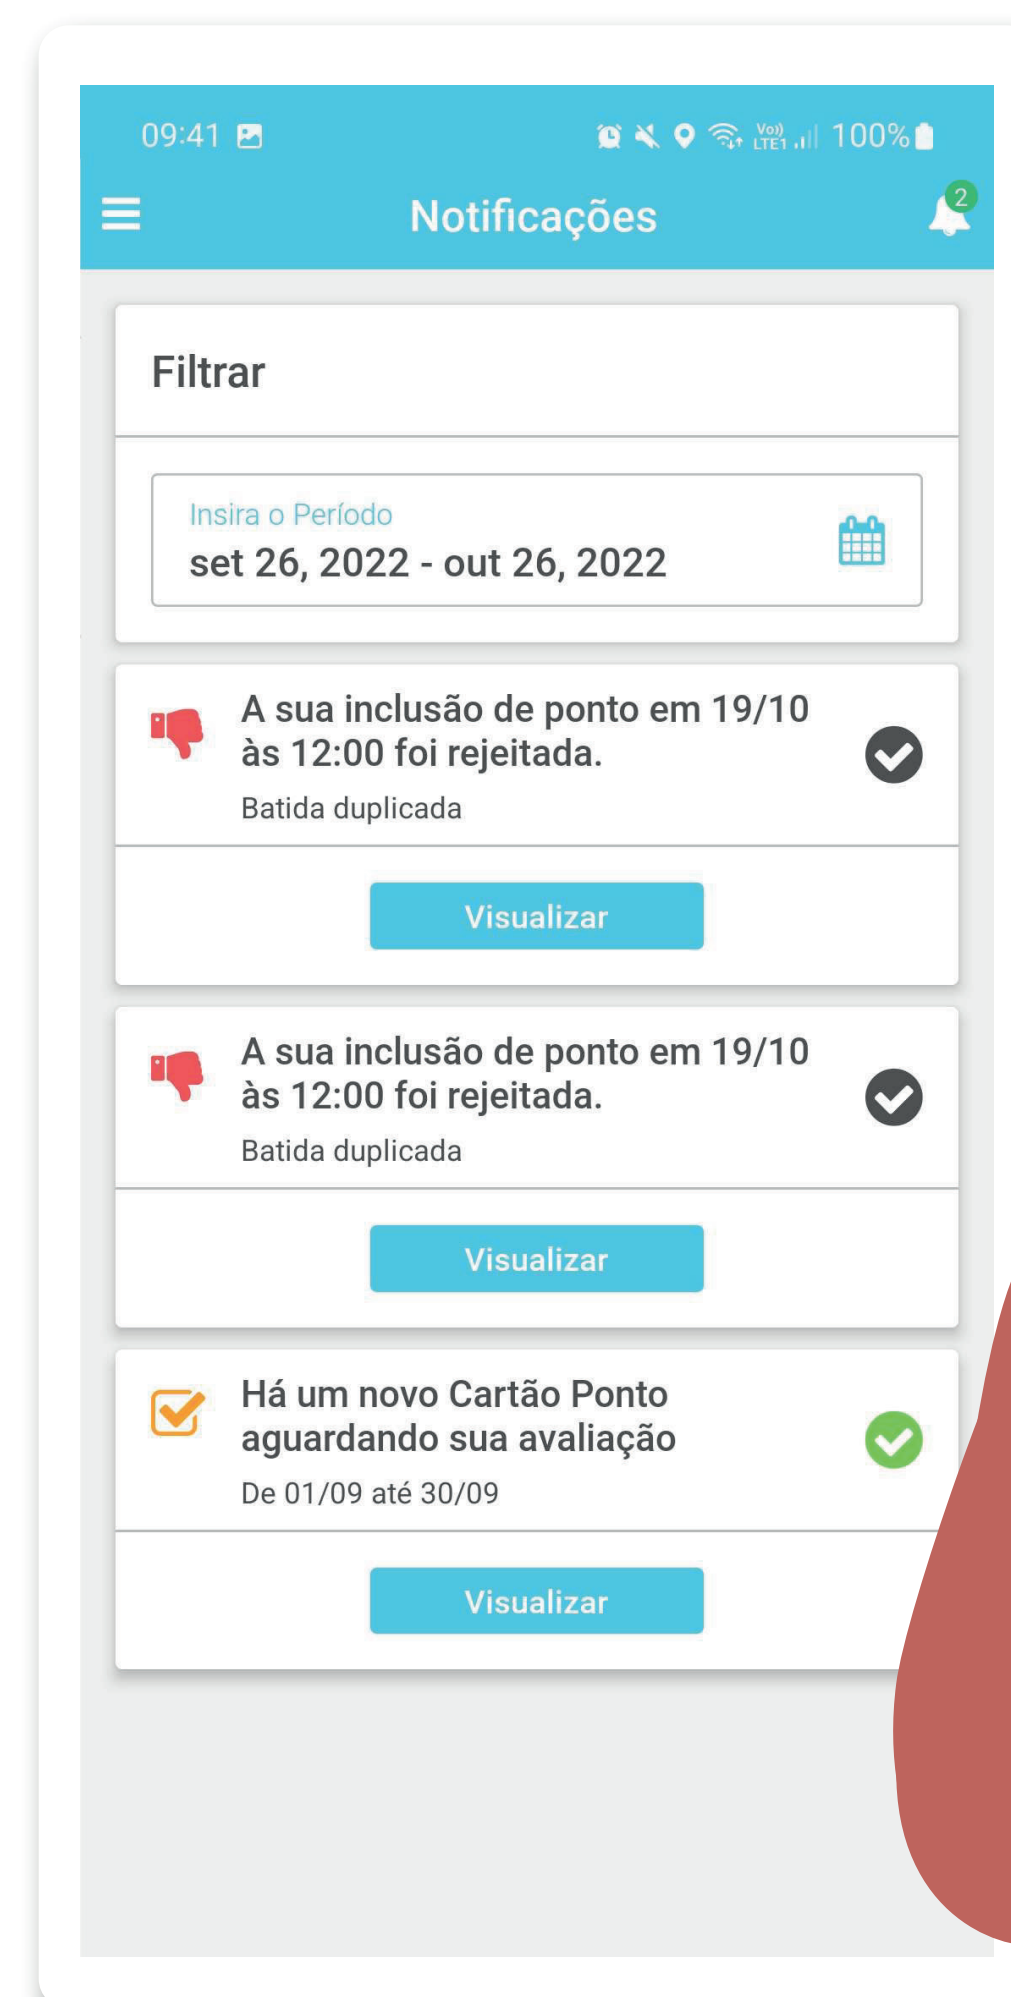 09:41 Vo)) LTE1 100%
Notificações 2
Filtrar
Insira o Período
set 26, 2022 - out 26, 2022
A sua inclusão de ponto em 19/10
às 12:00 foi rejeitada.
Batida duplicada
Visualizar
A sua inclusão de ponto em 19/10
às 12:00 foi rejeitada.
Batida duplicada
Visualizar
Há um novo Cartão Ponto
aguardando sua avaliação
De 01/09 até 30/09
Visualizar